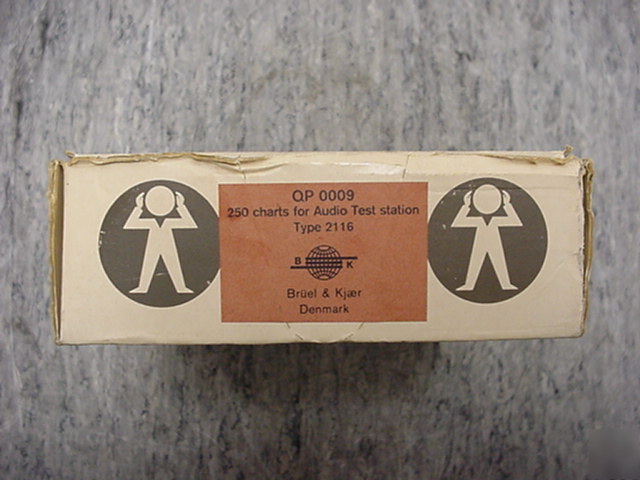 QP 0009
250 charts for Audio Test station
Type 2116
B K
Brüel & Kjær
Denmark